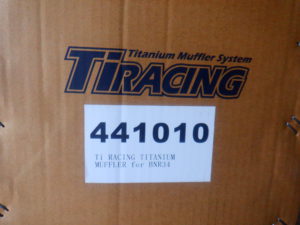 Titanium Muffler System
TiRACING
441010
Ti RACING TITANIUM
MUFFLER for BNR34